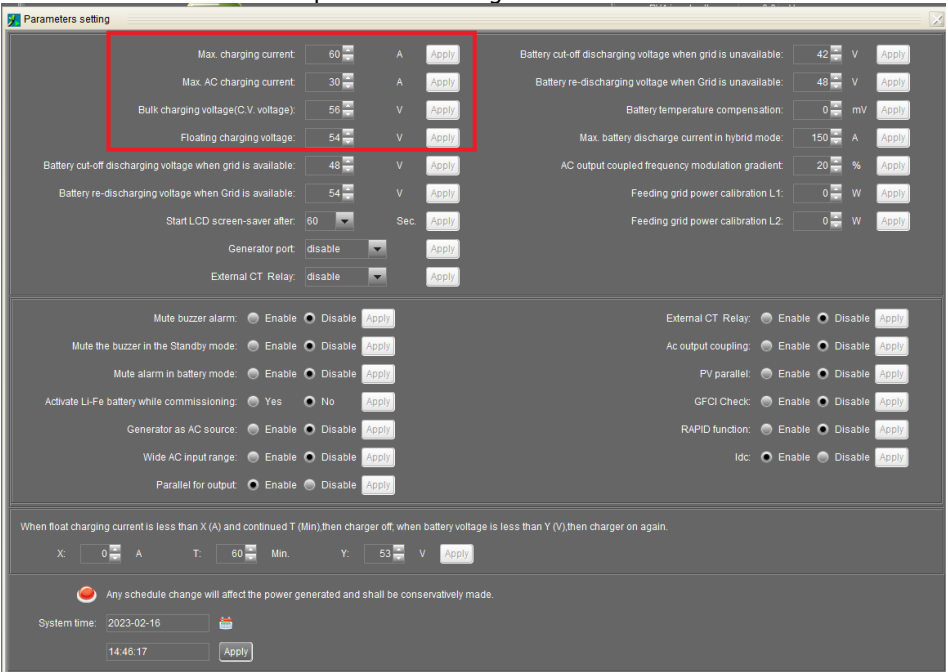 Parameters setting
Max. charging current: 60 A Apply
Max. AC charging current: 30 A Apply
Bulk charging voltage(C.V. voltage): 56 V Apply
Floating charging voltage: 54 V Apply
Battery cut-off discharging voltage when grid is available: 48 V Apply
Battery re-discharging voltage when Grid is available: 54 V Apply
Start LCD screen-saver after: 60 Sec. Apply
Generator port: disable Apply
External CT Relay: disable Apply
Battery cut-off discharging voltage when grid is unavailable: 42 V Apply
Battery re-discharging voltage when Grid is unavailable: 48 V Apply
Battery temperature compensation: 0 mV Apply
Max. battery discharge current in hybrid mode: 150 A Apply
AC output coupled frequency modulation gradient: 20 % Apply
Feeding grid power calibration L1: 0 W Apply
Feeding grid power calibration L2: 0 W Apply
Mute buzzer alarm: Enable Disable Apply
Mute the buzzer in the Standby mode: Enable Disable Apply
Mute alarm in battery mode: Enable Disable Apply
Activate Li-Fe battery while commissioning: Yes No Apply
Generator as AC source: Enable Disable Apply
Wide AC input range: Enable Disable Apply
Parallel for output: Enable Disable Apply
External CT Relay: Enable Disable Apply
Ac output coupling: Enable Disable Apply
PV parallel: Enable Disable Apply
GFCI Check: Enable Disable Apply
RAPID function: Enable Disable Apply
Idc: Enable Disable Apply
When float charging current is less than X (A) and continued T (Min),then charger off; when battery voltage is less than Y (V),then charger on again.
X: 0 A T: 60 Min. Y: 53 V Apply
Any schedule change will affect the power generated and shall be conservatively made.
System time: 2023-02-16
14:46:17 Apply